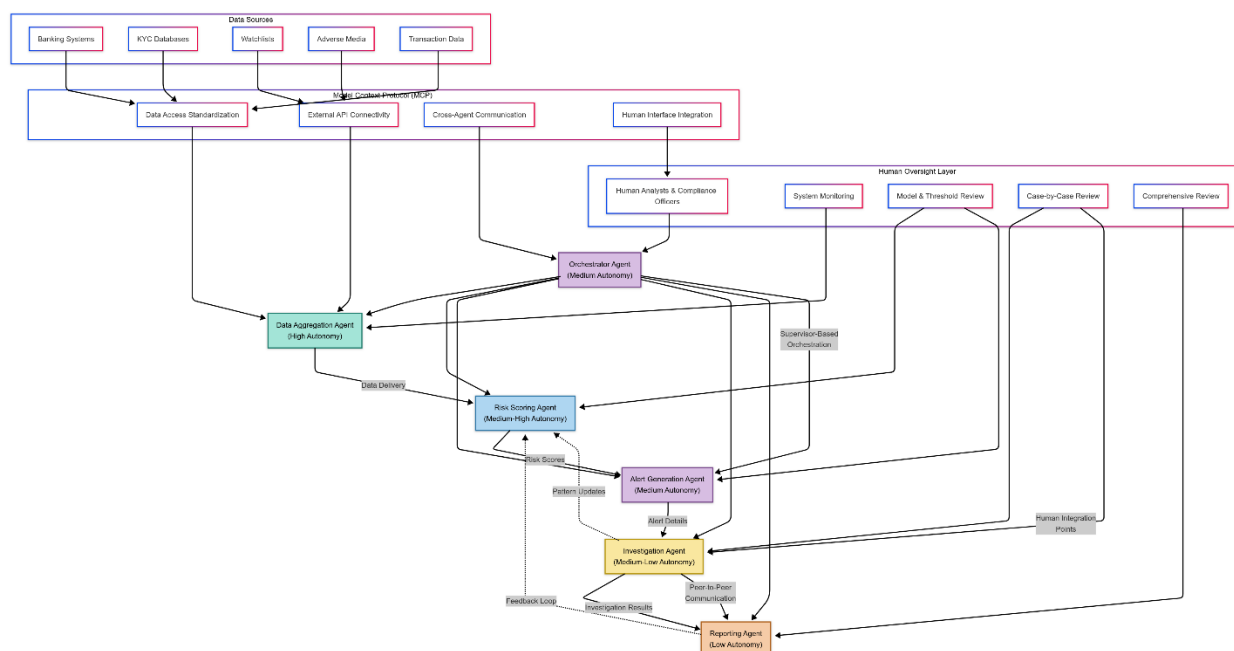 Data Sources
Banking Systems
KYC Databases
Watchlists
Adverse Media
Transaction Data
Model Context Protocol (MCP)
Data Access Standardization
External API Connectivity
Cross-Agent Communication
Human Interface Integration
Human Oversight Layer
Human Analysts & Compliance
Officers
System Monitoring
Model & Threshold Review
Case-by-Case Review
Comprehensive Review
Orchestrator Agent
(Medium Autonomy)
Data Aggregation Agent
(High Autonomy)
Supervisor-Based
Orchestration
Data Delivery
Risk Scoring Agent
(Medium-High Autonomy)
Risk Scores
Alert Generation Agent
(Medium Autonomy)
Pattern Updates
Alert Details
Human Integration
Points
Investigation Agent
(Medium-Low Autonomy)
Peer-to-Peer
Communication
Feedback Loop
Investigation Results
Reporting Agent
(Low Autonomy)